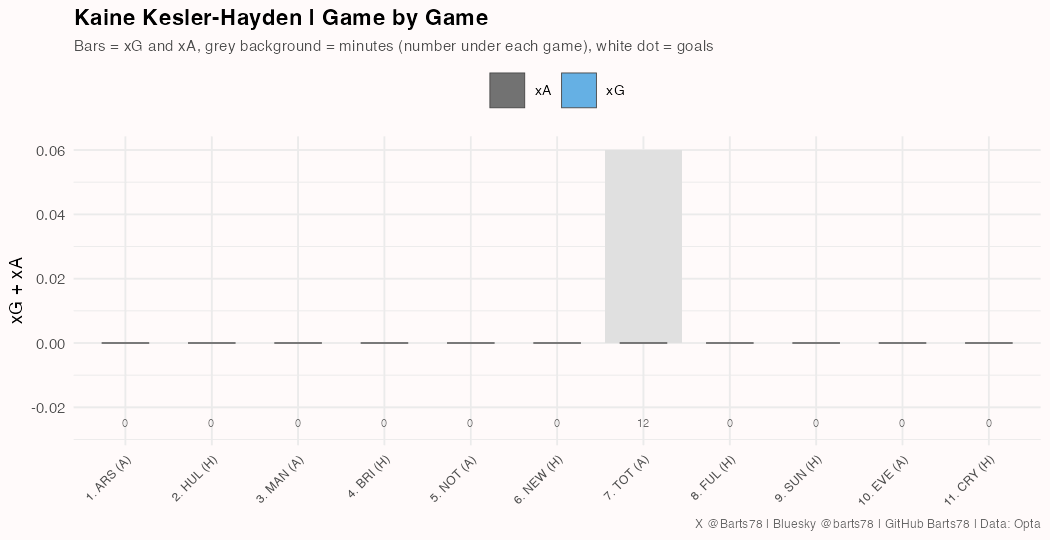 Kaine Kesler-Hayden | Game by Game
Bars = xG and xA, grey background = minutes (number under each game), white dot = goals
xA xG
xG + xA
0.06
0.04
0.02
0.00
-0.02
0 0 0 0 0 0 12 0 0 0 0
1. ARS (A) 2. HUL (H) 3. MAN (A) 4. BRI (H) 5. NOT (A) 6. NEW (H) 7. TOT (A) 8. FUL (H) 9. SUN (H) 10. EVE (A) 11. CRY (H)
X @Barts78 | Bluesky @barts78 | GitHub Barts78 | Data: Opta